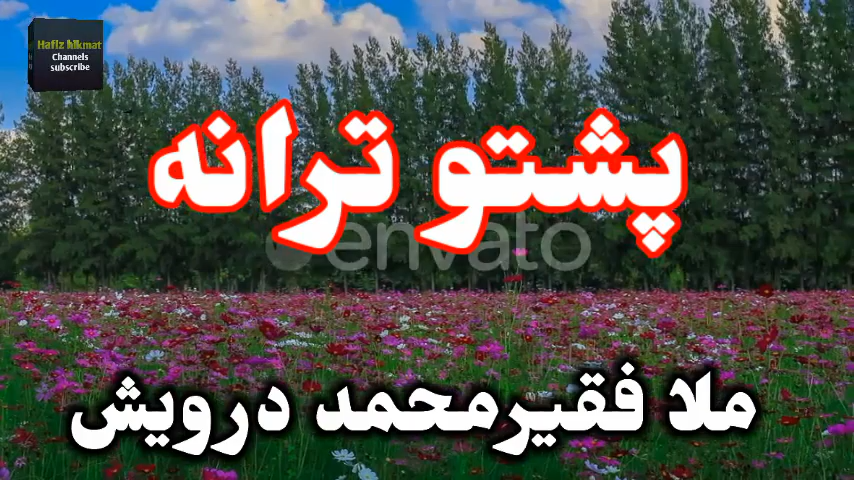 Hafiz hikmat
Channels
subscribe
پشتو ترانه
envato
ملا فقیرمحمد درویش